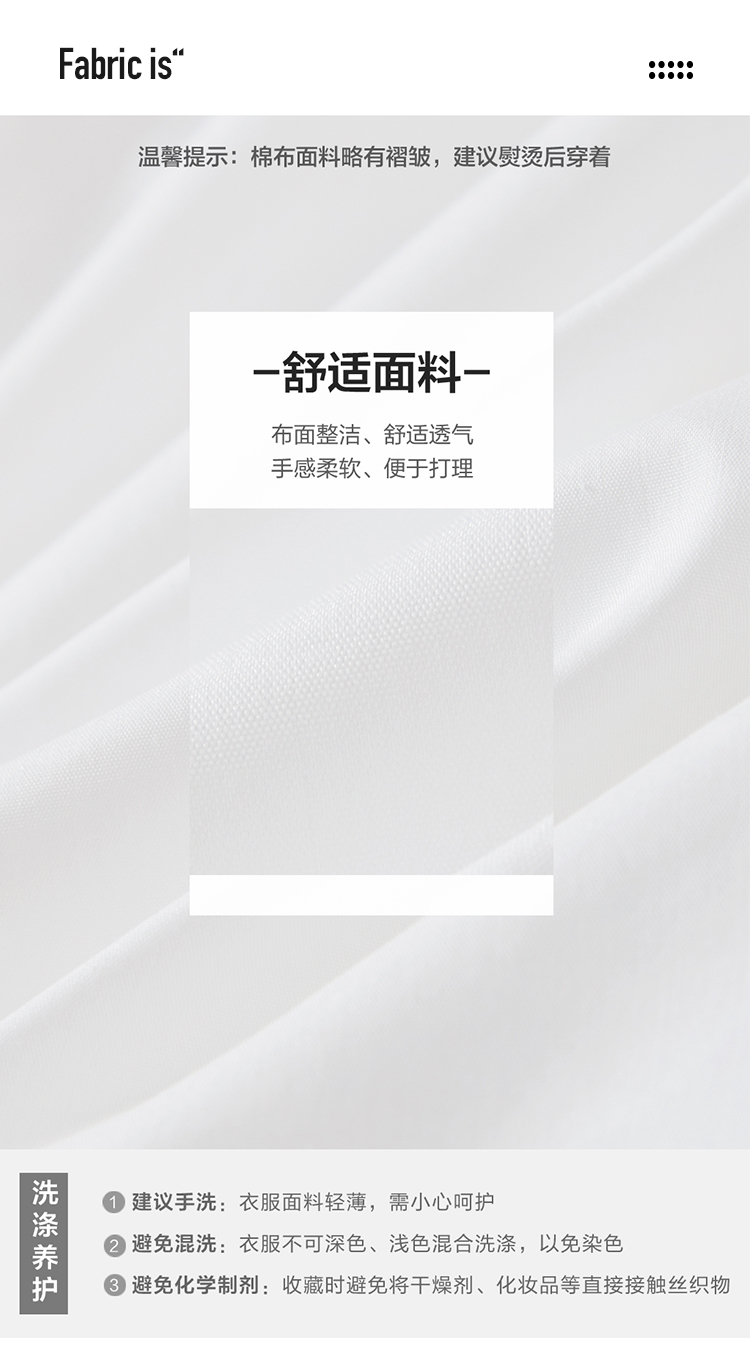 Fabric is“
温馨提示：棉布面料略有褶皱，建议熨烫后穿着
–舒适面料–
布面整洁、舒适透气
手感柔软、便于打理
洗涤养护
1 建议手洗：衣服面料轻薄，需小心呵护
2 避免混洗：衣服不可深色、浅色混合洗涤，以免染色
3 避免化学制剂：收藏时避免将干燥剂、化妆品等直接接触丝织物